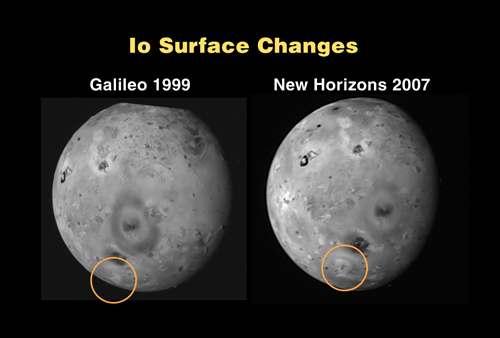 Io Surface Changes
Galileo 1999
New Horizons 2007